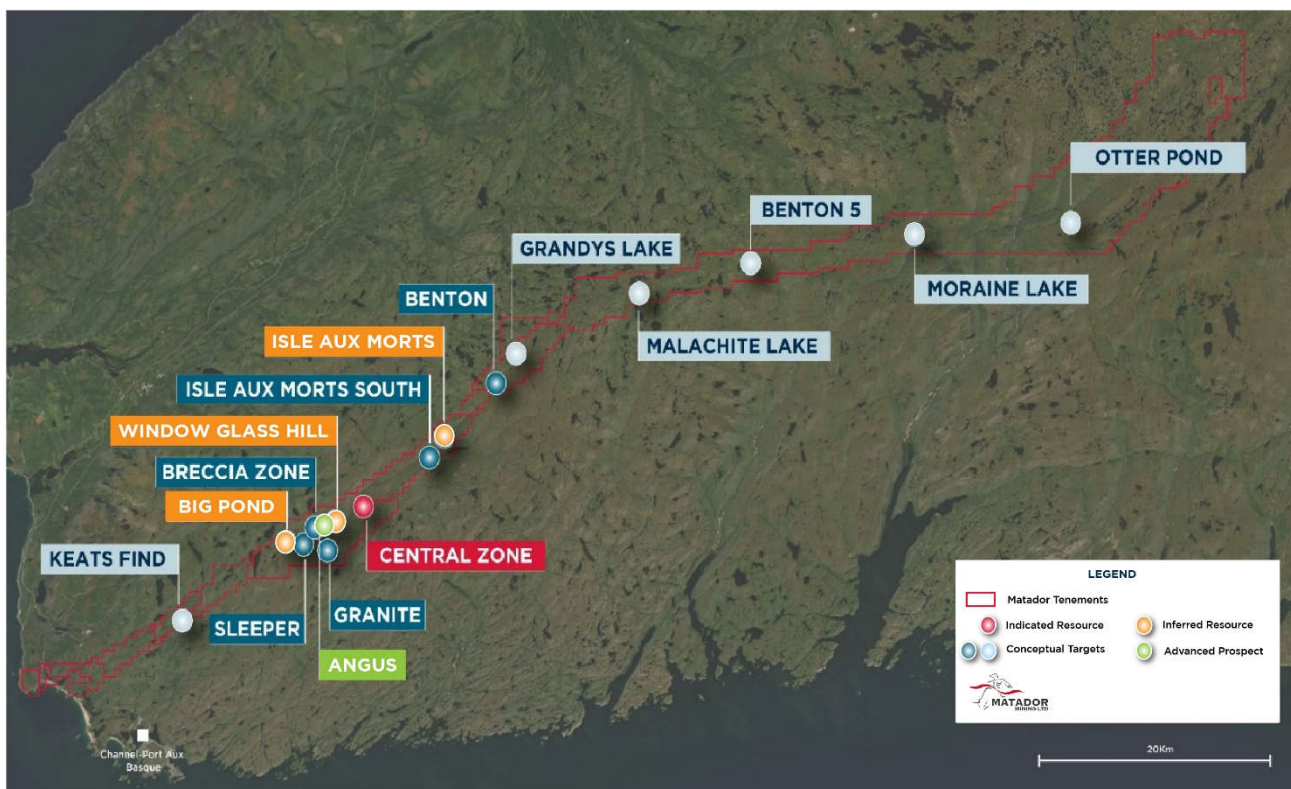 OTTER POND
BENTON 5
GRANDYS LAKE
MORAINE LAKE
BENTON
MALACHITE LAKE
ISLE AUX MORTS
ISLE AUX MORTS SOUTH
WINDOW GLASS HILL
BRECCIA ZONE
BIG POND
KEATS FIND
CENTRAL ZONE
SLEEPER
GRANITE
ANGUS
Channel-Port Aux
Basque
LEGEND
Matador Tenements
Indicated Resource
Inferred Resource
Conceptual Targets
Advanced Prospect
MATADOR
MINING LTD
20Km